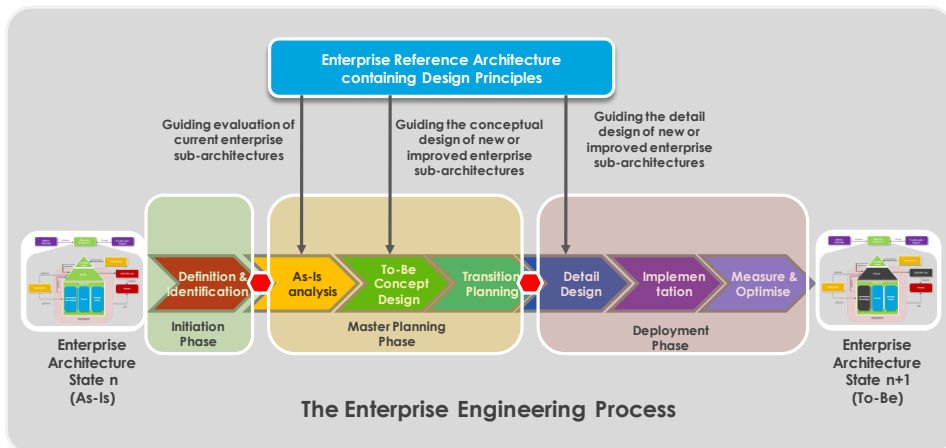 Enterprise Reference Architecture
containing Design Principles
Guiding evaluation of
current enterprise
sub-architectures
Guiding the conceptual
design of new or
improved enterprise
sub-architectures
Guiding the detail
design of new or
improved enterprise
sub-architectures
Definition &
Identification
As-Is
analysis
To-Be
Concept
Design
Transition
Planning
Detail
Design
Implemen
tation
Measure &
Optimise
Initiation
Phase
Master Planning
Phase
Deployment
Phase
Enterprise
Architecture
State n
(As-Is)
Enterprise
Architecture
State n+1
(To-Be)
The Enterprise Engineering Process